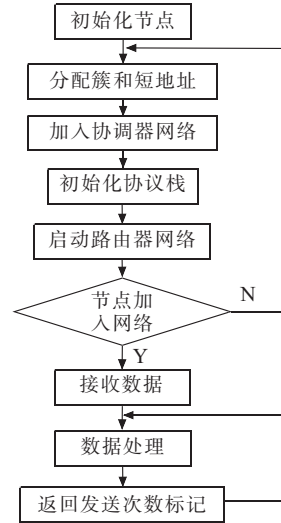 初始化节点
分配簇和短地址
加入协调器网络
初始化协议栈
启动路由器网络
节点加
入网络
N
Y
接收数据
数据处理
返回发送次数标记